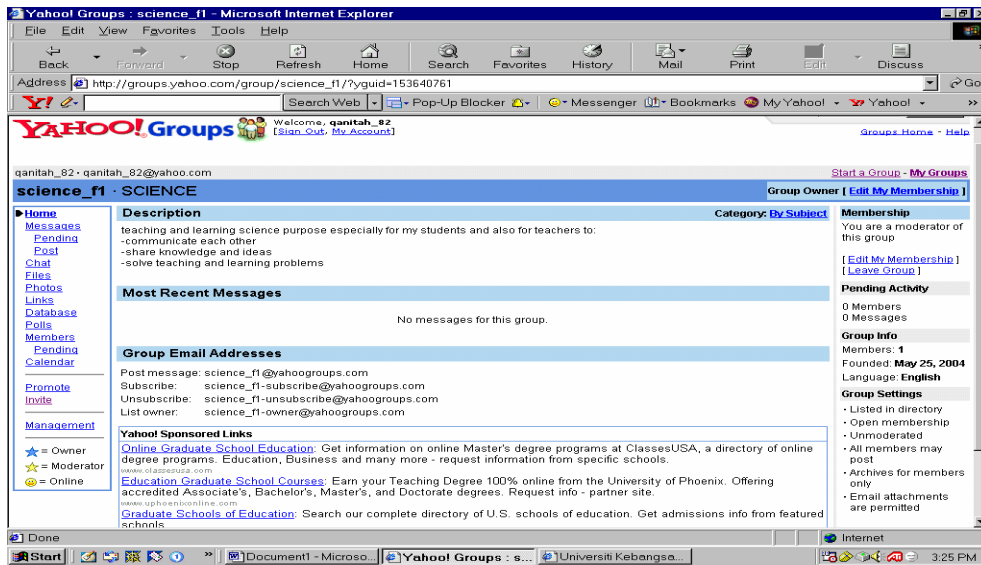 Yahoo! Groups : science_f1 - Microsoft Internet Explorer
File Edit View Favorites Tools Help
Back Forward Stop Refresh Home Search Favorites History Mail Print Edit Discuss
Address http://groups.yahoo.com/group/science_f1/?yguid=153640761 Go
Y! Search Web Pop-Up Blocker Messenger Bookmarks My Yahoo! Yahoo! »
YAHOO! Groups
Welcome, qanitah_82
[Sign Out, My Account]
Groups Home - Help
qanitah_82 · qanitah_82@yahoo.com
Start a Group - My Groups
science_f1 · SCIENCE
Group Owner [ Edit My Membership ]
Home
Messages
Pending
Post
Chat
Files
Photos
Links
Database
Polls
Members
Pending
Calendar
Promote
Invite
Management
= Owner
= Moderator
= Online
Description Category: By Subject
teaching and learning science purpose especially for my students and also for teachers to:
-communicate each other
-share knowledge and ideas
-solve teaching and learning problems
Most Recent Messages
No messages for this group.
Group Email Addresses
Post message: science_f1@yahoogroups.com
Subscribe: science_f1-subscribe@yahoogroups.com
Unsubscribe: science_f1-unsubscribe@yahoogroups.com
List owner: science_f1-owner@yahoogroups.com
Yahoo! Sponsored Links
Online Graduate School Education: Get information on online Master's degree programs at ClassesUSA, a directory of online
degree programs. Education, Business and many more - request information from specific schools.
www.classesusa.com
Education Graduate School Courses: Earn your Teaching Degree 100% online from the University of Phoenix. Offering
accredited Associate's, Bachelor's, Master's, and Doctorate degrees. Request info - partner site.
www.uophoenixonline.com
Graduate Schools of Education: Search our complete directory of U.S. schools of education. Get admissions info from featured
schools
Membership
You are a moderator of
this group
[ Edit My Membership ]
[ Leave Group ]
Pending Activity
0 Members
0 Messages
Group Info
Members: 1
Founded: May 25, 2004
Language: English
Group Settings
· Listed in directory
· Open membership
· Unmoderated
· All members may
post
· Archives for members
only
· Email attachments
are permitted
Done Internet
Start » Document1 - Microso... Yahoo! Groups : s... Universiti Kebangsa... 3:25 PM